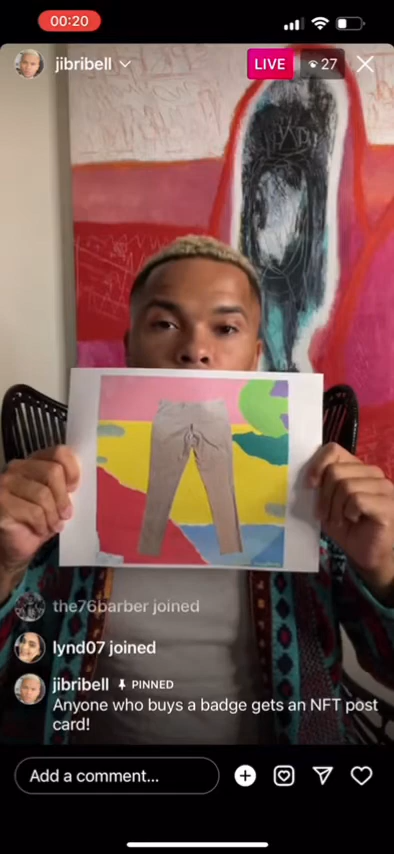 00:20
jibribell
LIVE
27
the76barber joined
lynd07 joined
jibribell PINNED
Anyone who buys a badge gets an NFT post
card!
Add a comment...